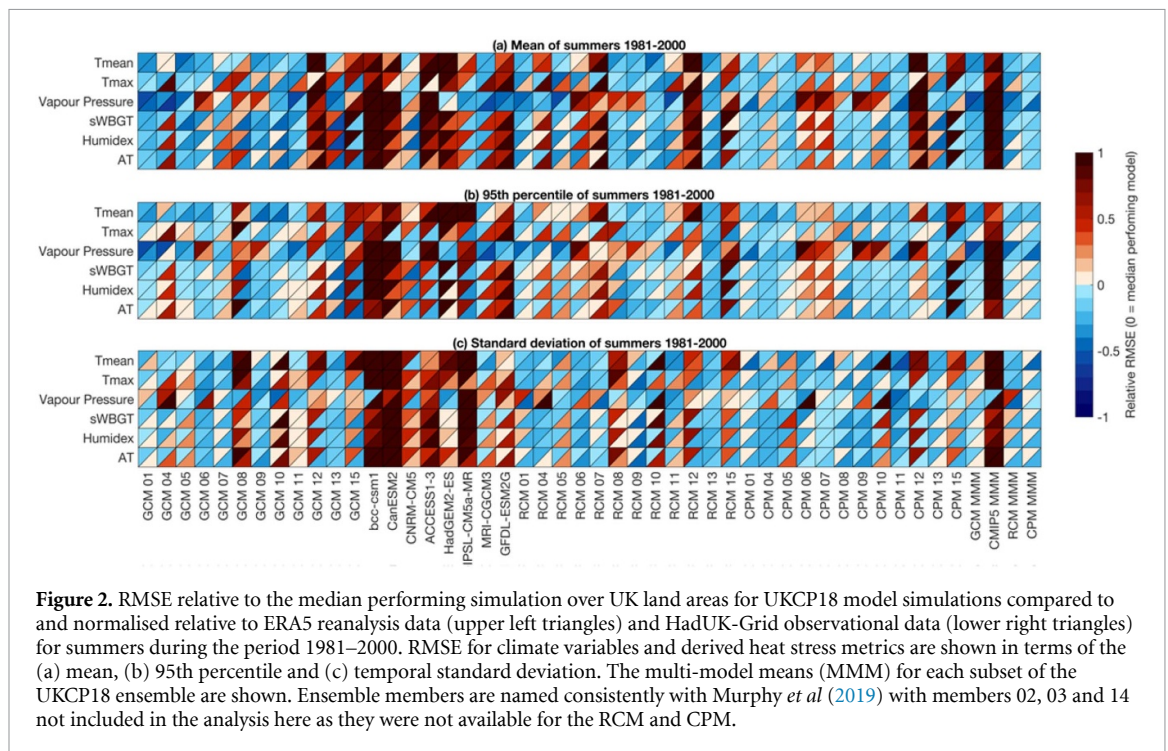 (a) Mean of summers 1981-2000
Tmean
Tmax
Vapour Pressure
sWBGT
Humidex
AT
(b) 95th percentile of summers 1981-2000
Tmean
Tmax
Vapour Pressure
sWBGT
Humidex
AT
(c) Standard deviation of summers 1981-2000
Tmean
Tmax
Vapour Pressure
sWBGT
Humidex
AT
GCM 01
GCM 04
GCM 05
GCM 06
GCM 07
GCM 08
GCM 09
GCM 10
GCM 11
GCM 12
GCM 13
GCM 15
bcc-csm1
CanESM2
CNRM-CM5
ACCESS1-3
HadGEM2-ES
IPSL-CM5a-MR
MRI-CGCM3
GFDL-ESM2G
RCM 01
RCM 04
RCM 05
RCM 06
RCM 07
RCM 08
RCM 09
RCM 10
RCM 11
RCM 12
RCM 13
RCM 15
CPM 01
CPM 04
CPM 05
CPM 06
CPM 07
CPM 08
CPM 09
CPM 10
CPM 11
CPM 12
CPM 13
CPM 15
GCM MMM
CMIP5 MMM
RCM MMM
CPM MMM
1
0.5
0
-0.5
-1
Relative RMSE (0 = median performing model)
Figure 2. RMSE relative to the median performing simulation over UK land areas for UKCP18 model simulations compared to
and normalised relative to ERA5 reanalysis data (upper left triangles) and HadUK-Grid observational data (lower right triangles)
for summers during the period 1981–2000. RMSE for climate variables and derived heat stress metrics are shown in terms of the
(a) mean, (b) 95th percentile and (c) temporal standard deviation. The multi-model means (MMM) for each subset of the
UKCP18 ensemble are shown. Ensemble members are named consistently with Murphy et al (2019) with members 02, 03 and 14
not included in the analysis here as they were not available for the RCM and CPM.